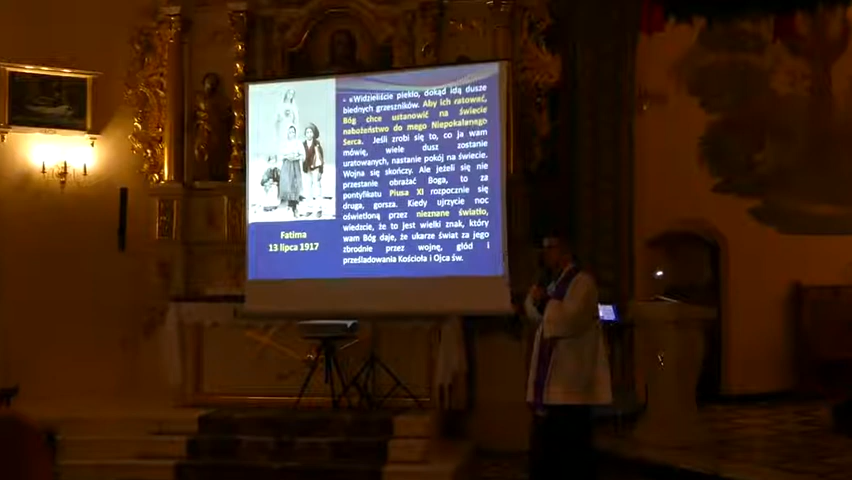 - «Widzieliście piekło, dokąd idą dusze
biednych grzeszników. Aby ich ratować,
Bóg chce ustanowić na świecie
nabożeństwo do mego Niepokalanego
Serca. Jeśli zrobi się to, co ja wam
mówię, wiele dusz zostanie
uratowanych, nastanie pokój na świecie.
Wojna się skończy. Ale jeżeli się nie
przestanie obrażać Boga, to za
pontyfikatu Piusa XI rozpocznie się
druga, gorsza. Kiedy ujrzycie noc
oświetloną przez nieznane światło,
wiedzcie, że to jest wielki znak, który
wam Bóg daje, że ukarze świat za jego
zbrodnie przez wojnę, głód i
prześladowania Kościoła i Ojca św.
Fatima
13 lipca 1917